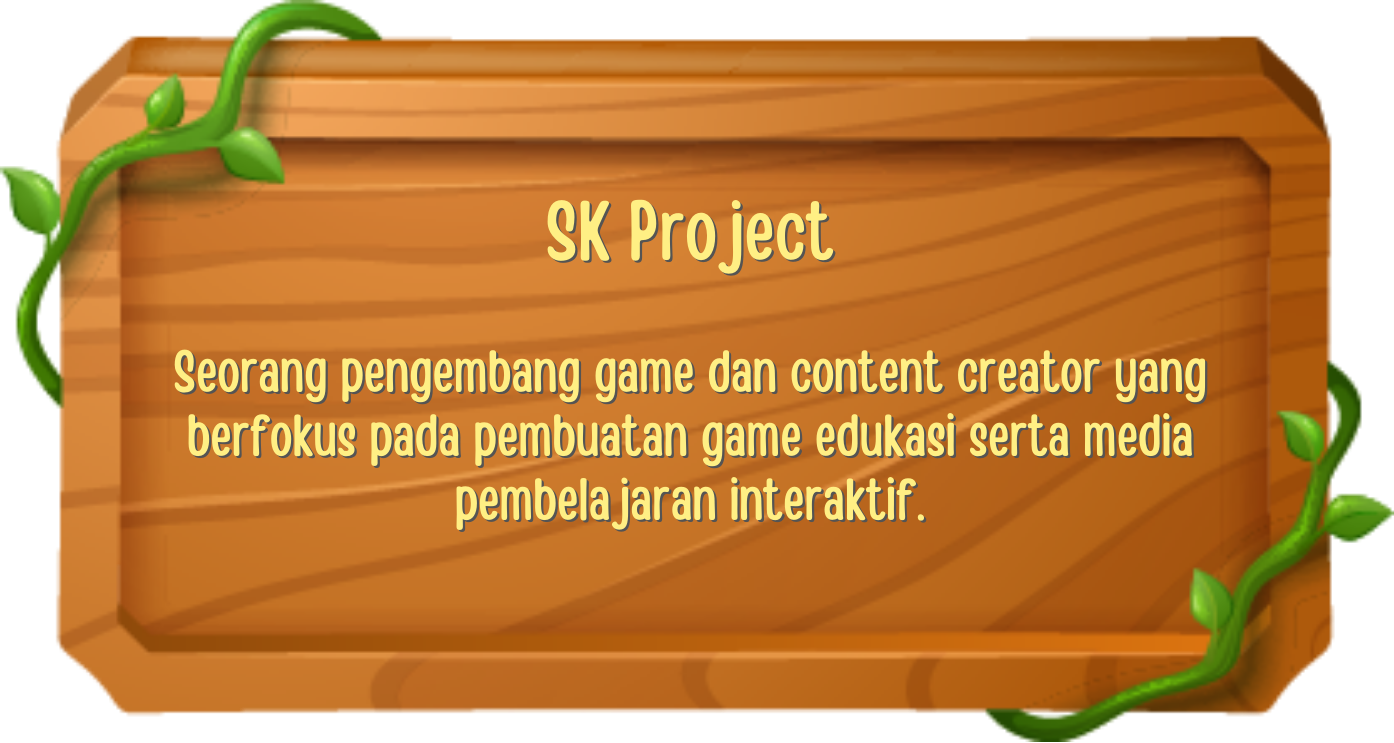 SK Project
Seorang pengembang game dan content creator yang
berfokus pada pembuatan game edukasi serta media
pembelajaran interaktif.